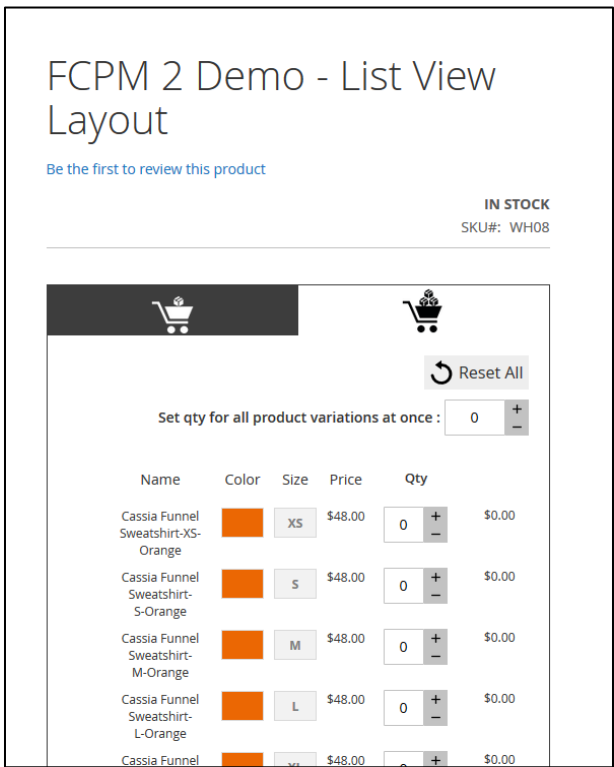 FCPM 2 Demo - List View
Layout
Be the first to review this product
IN STOCK
SKU#: WH08
Reset All
Set qty for all product variations at once : 0 + −
Name Color Size Price Qty
Cassia Funnel
Sweatshirt-XS-
Orange
XS $48.00 0 + − $0.00
Cassia Funnel
Sweatshirt-
S-Orange
S $48.00 0 + − $0.00
Cassia Funnel
Sweatshirt-
M-Orange
M $48.00 0 + − $0.00
Cassia Funnel
Sweatshirt-
L-Orange
L $48.00 0 + − $0.00
Cassia Funnel
XL $48.00 0 + $0.00